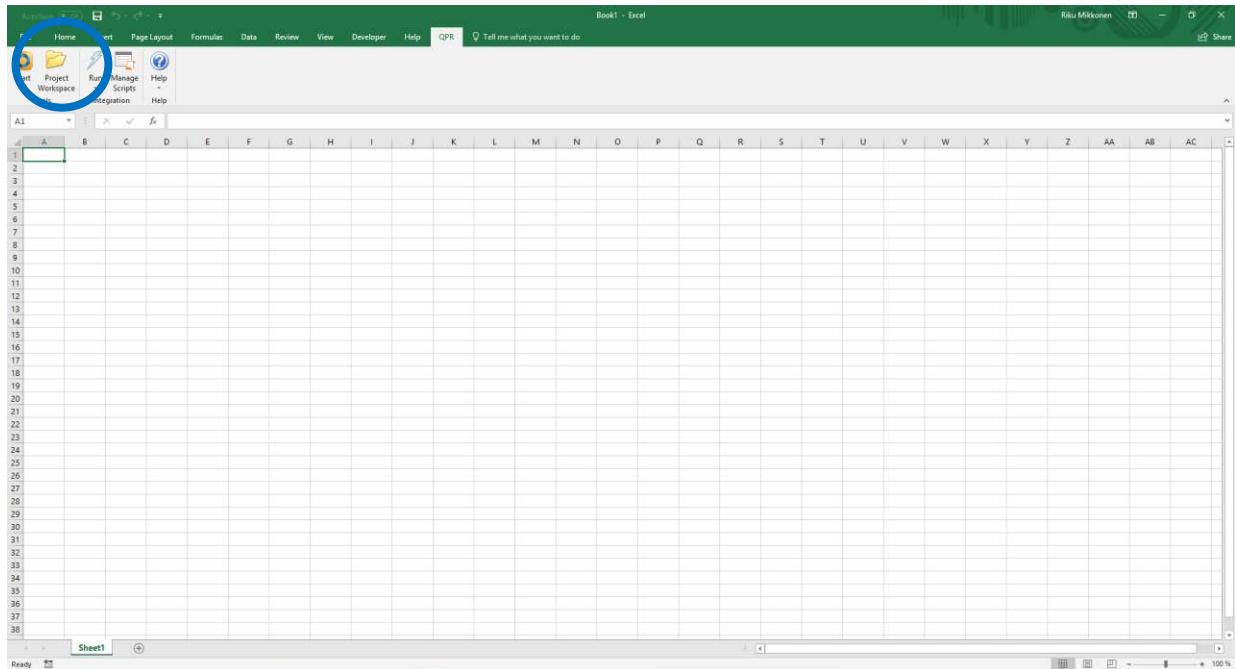 Book1 - Excel
Riku Mikkonen
Home
Page Layout
Formulas
Data
Review
View
Developer
Help
QPR
Tell me what you want to do
Share
Project Workspace
Run
Manage Scripts
Help
Help
A1
fx
A B C D E F G H I J K L M N O P Q R S T U V W X Y Z AA AB AC
1
2
3
4
5
6
7
8
9
10
11
12
13
14
15
16
17
18
19
20
21
22
23
24
25
26
27
28
29
30
31
32
33
34
35
36
37
38
Sheet1
Ready
100 %